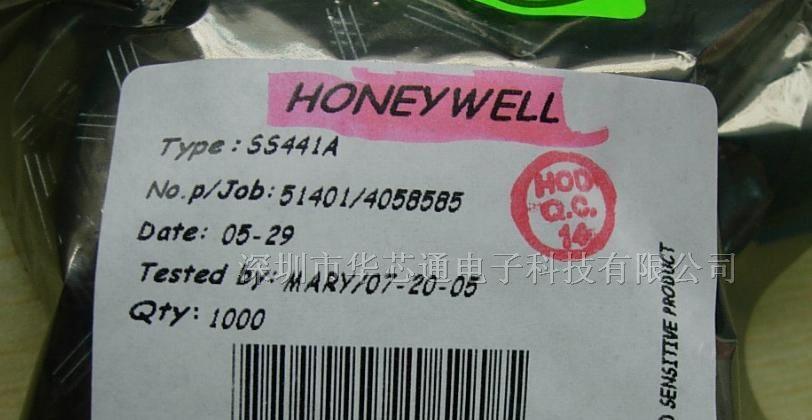 HONEYWELL
Type: SS441A
No.p/Job: 51401/4058585
Date: 05-29
Tested by: MARY/07-20-05
Qty: 1000
HOD
Q.C.
14
深圳市华芯通电子科技有限公司
SENSITIVE PRODUCT